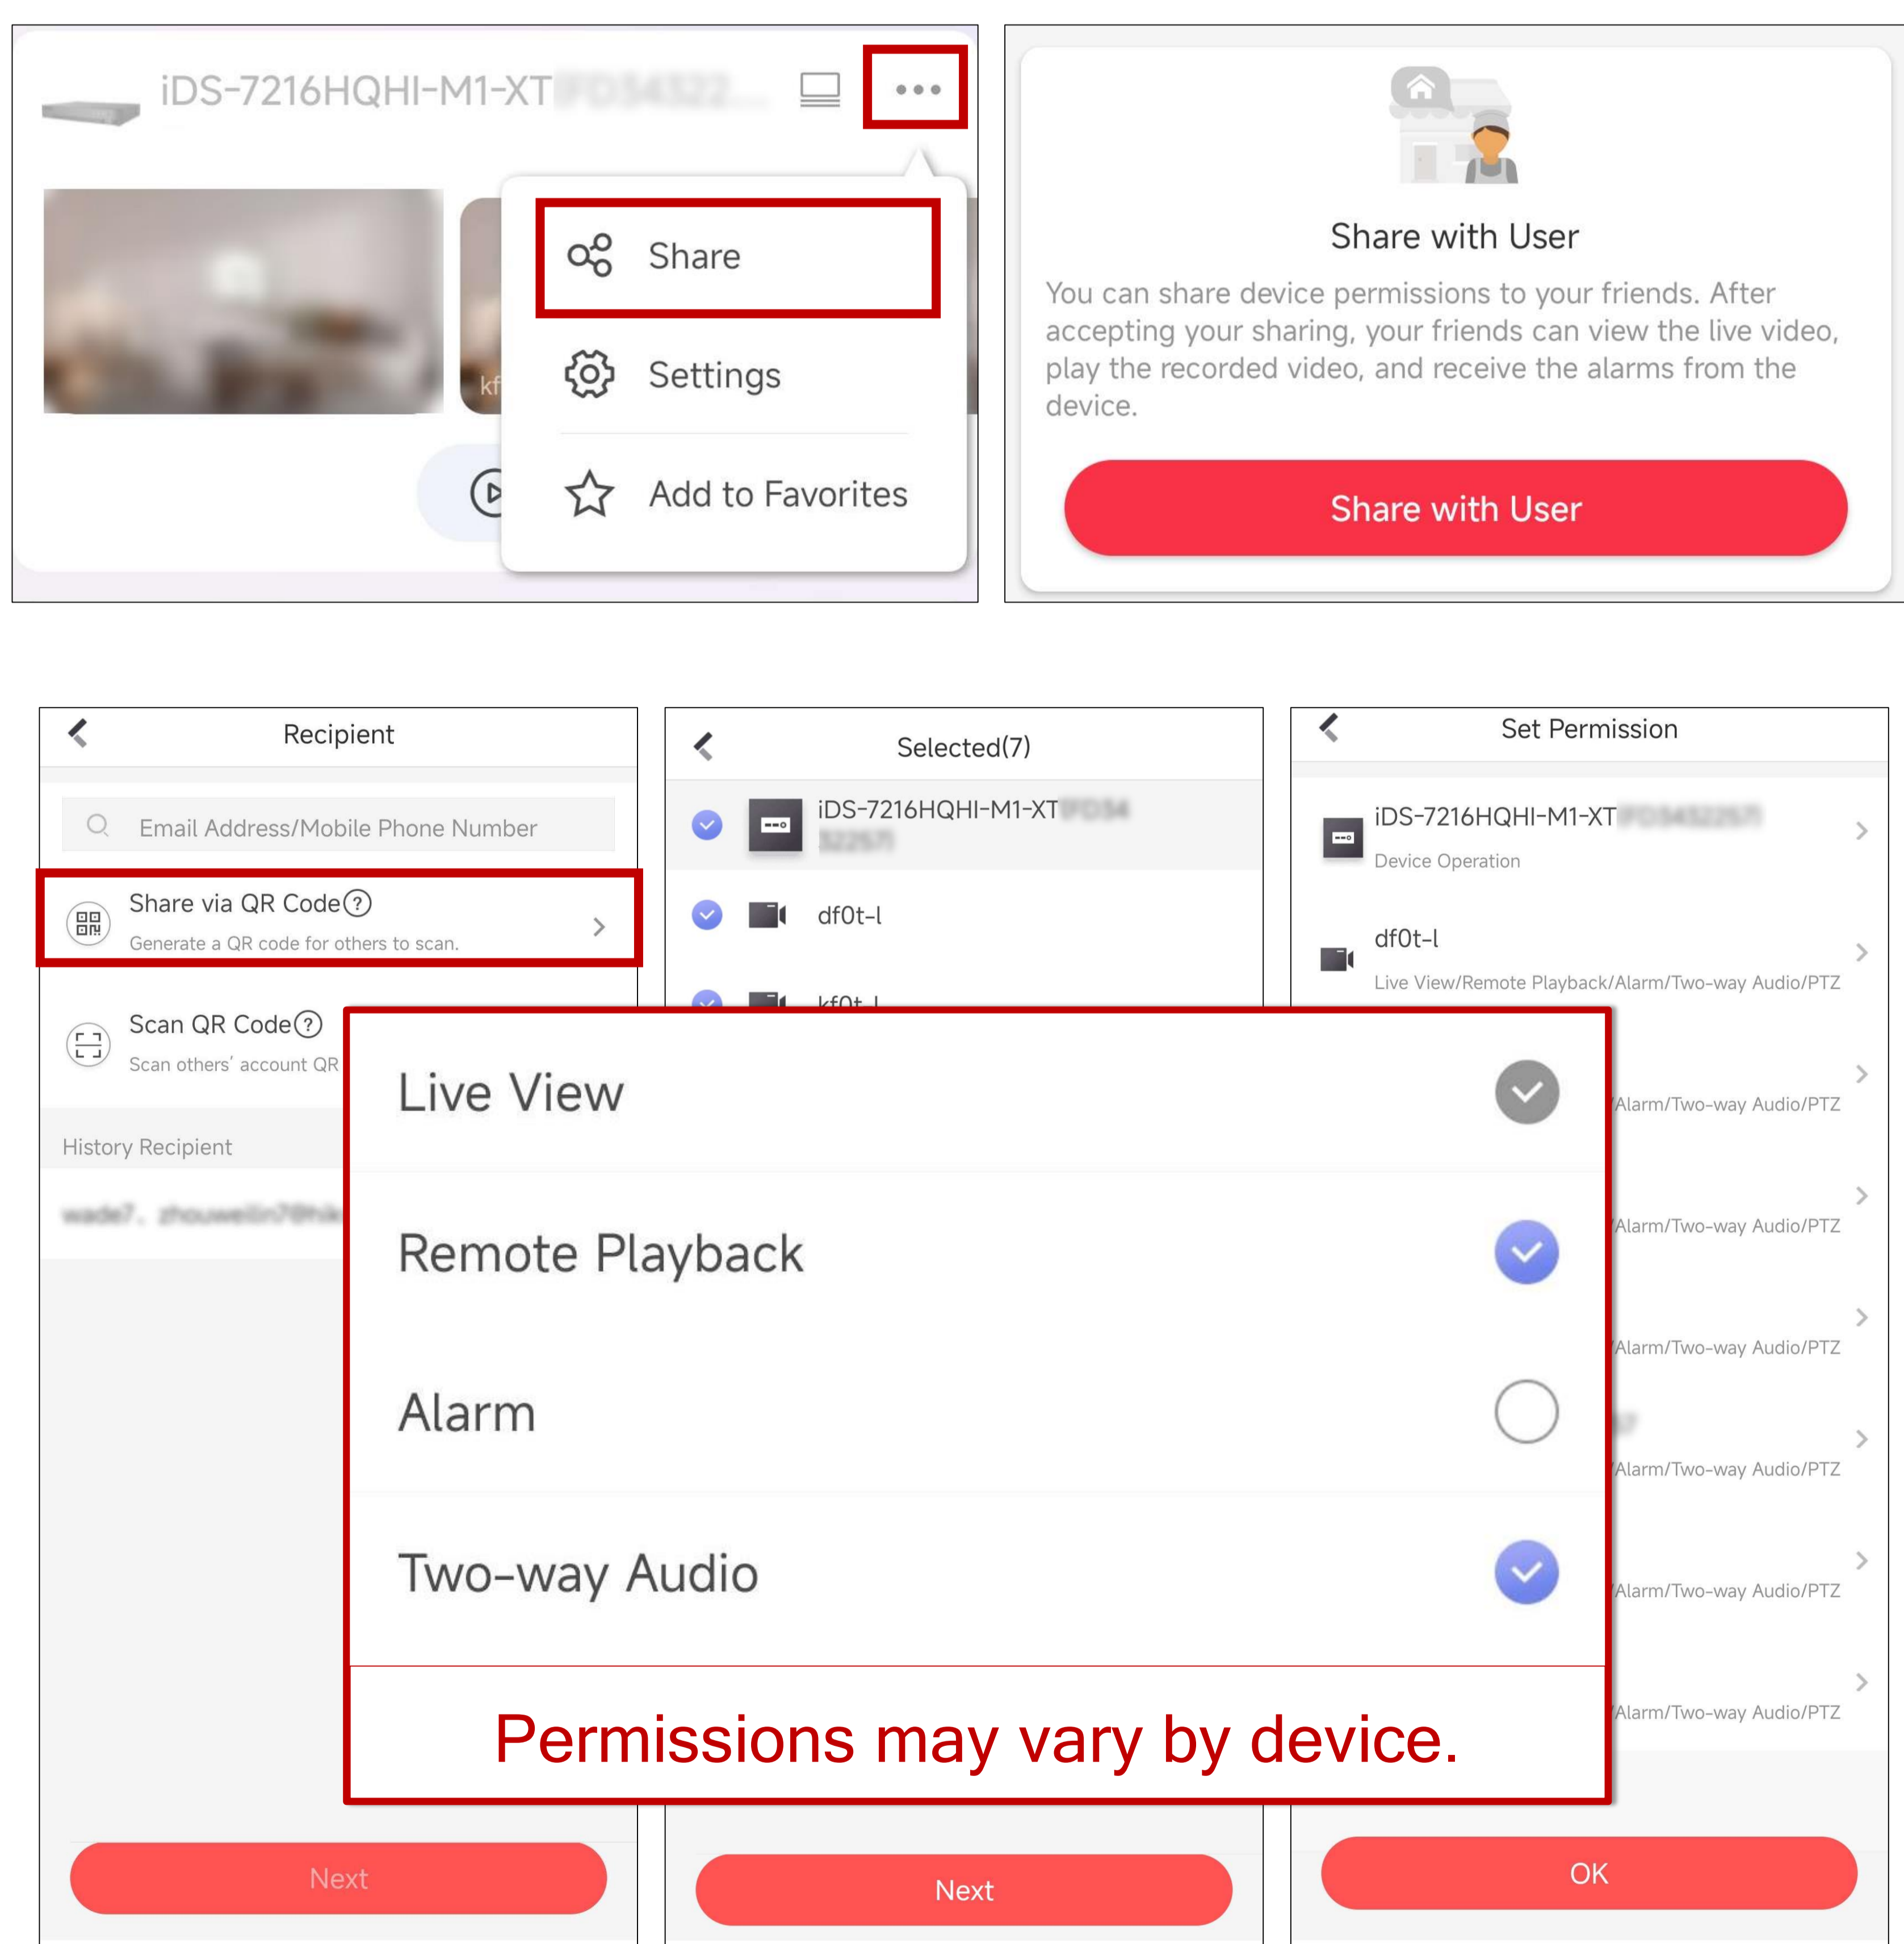 iDS-7216HQHI-M1-XT
Share
Settings
Add to Favorites
kf
Share with User
You can share device permissions to your friends. After
accepting your sharing, your friends can view the live video,
play the recorded video, and receive the alarms from the
device.
Share with User
Recipient
Email Address/Mobile Phone Number
Share via QR Code
Generate a QR code for others to scan.
Scan QR Code
Scan others' account QR
History Recipient
Next
Selected(7)
iDS-7216HQHI-M1-XT
df0t-l
kf0t-l
Next
Set Permission
iDS-7216HQHI-M1-XT
Device Operation
df0t-l
Live View/Remote Playback/Alarm/Two-way Audio/PTZ
/Alarm/Two-way Audio/PTZ
/Alarm/Two-way Audio/PTZ
/Alarm/Two-way Audio/PTZ
/Alarm/Two-way Audio/PTZ
/Alarm/Two-way Audio/PTZ
/Alarm/Two-way Audio/PTZ
OK
Live View
Remote Playback
Alarm
Two-way Audio
Permissions may vary by device.